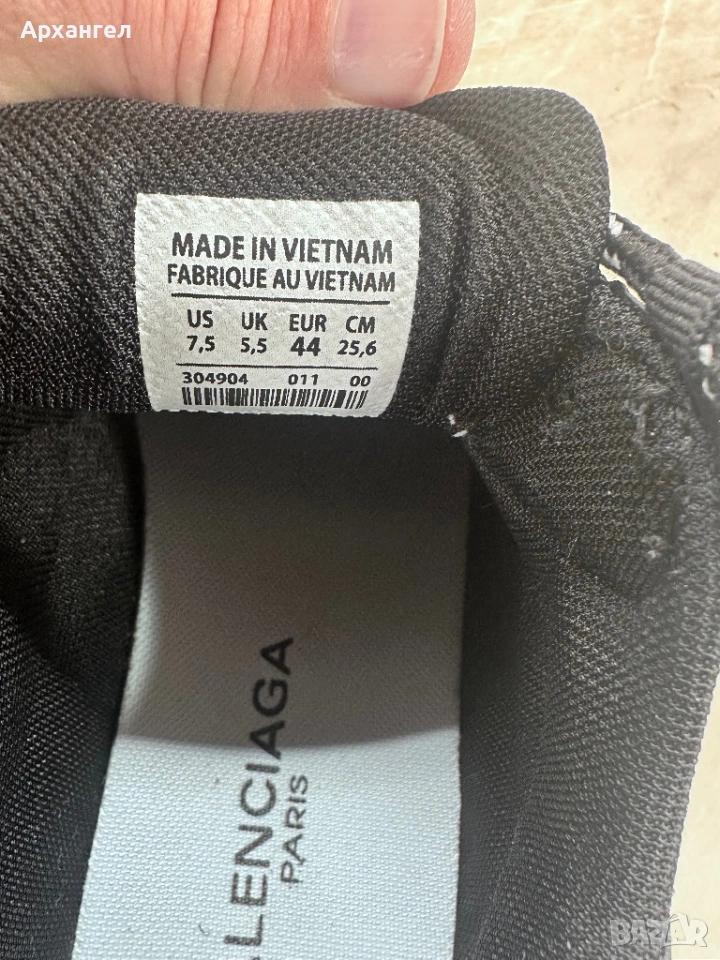 Архангел
MADE IN VIETNAM
FABRIQUE AU VIETNAM
US UK EUR CM
7,5 5,5 44 25,6
304904 011 00
LENCIAGA
PARIS
BAZAR